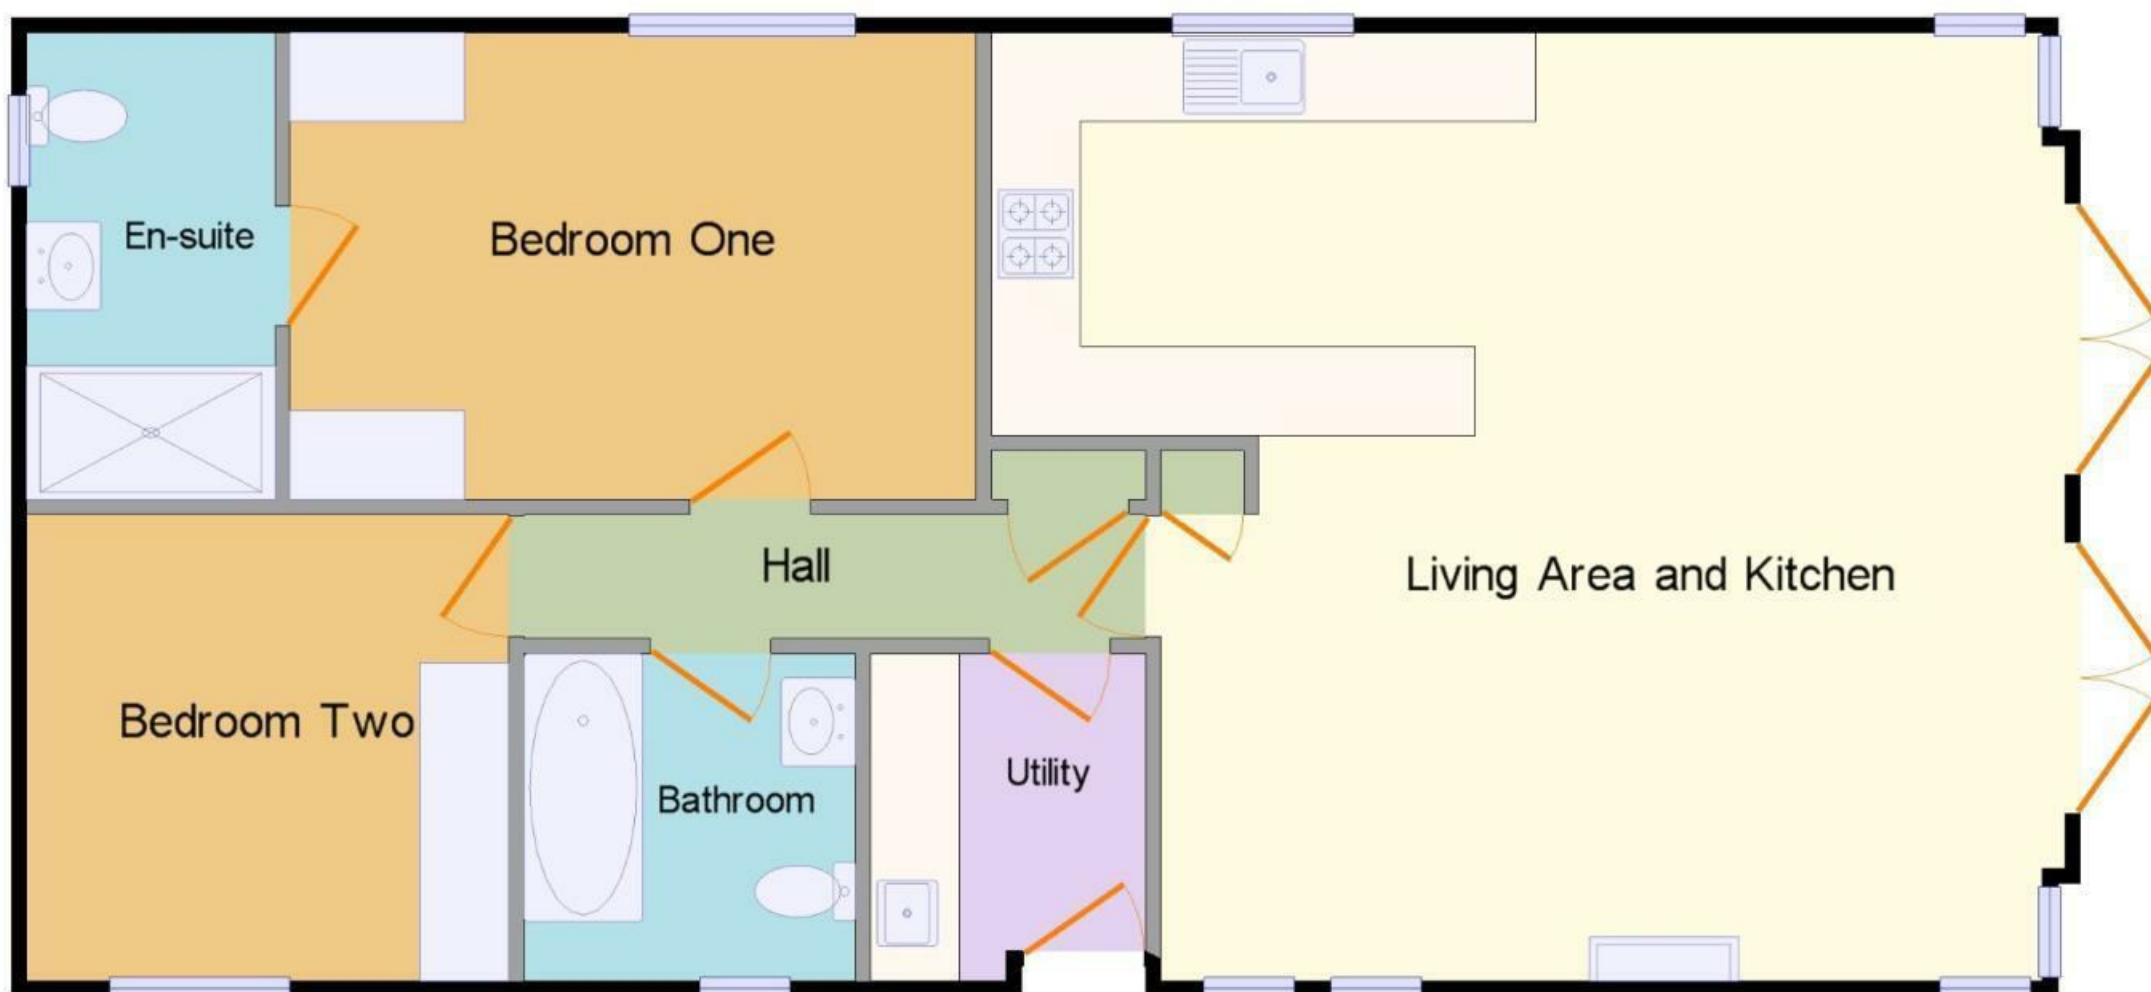 En-suite
Bedroom One
Hall
Living Area and Kitchen
Bedroom Two
Bathroom
Utility